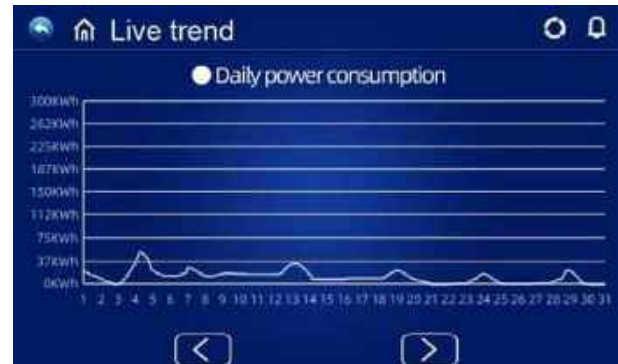 Live trend
Daily power consumption
300KWh
262KWh
225KWh
187KWh
150KWh
112KWh
75KWh
37KWh
0KWh
1 2 3 4 5 6 7 8 9 10 11 12 13 14 15 16 17 18 19 20 21 22 23 24 25 26 27 28 29 30 31